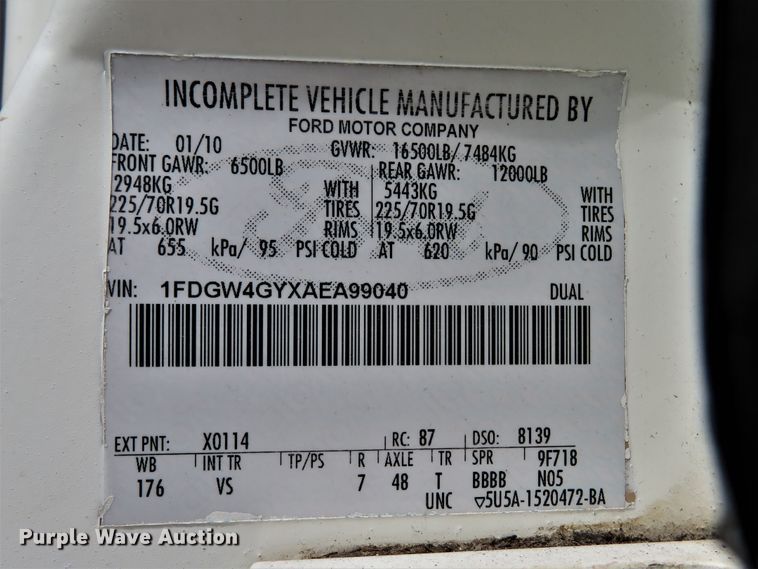 INCOMPLETE VEHICLE MANUFACTURED BY
FORD MOTOR COMPANY
DATE: 01/10 GVWR: 16500LB/ 7484KG
FRONT GAWR: 6500LB REAR GAWR: 12000LB
2948KG WITH 5443KG WITH
225/70R19.5G TIRES 225/70R19.5G TIRES
19.5x6.0RW RIMS 19.5x6.0RW RIMS
AT 655 kPa/ 95 PSI COLD AT 620 kPa/ 90 PSI COLD
VIN: 1FDGW4GYXAEA99040 DUAL
EXT PNT: X0114 RC: 87 DSO: 8139
WB INT TR TP/PS R AXLE TR SPR 9F718
176 VS 7 48 T BBBB N05
UNC ▽5U5A-1520472-BA
Purple Wave Auction
Purple Wave Auction